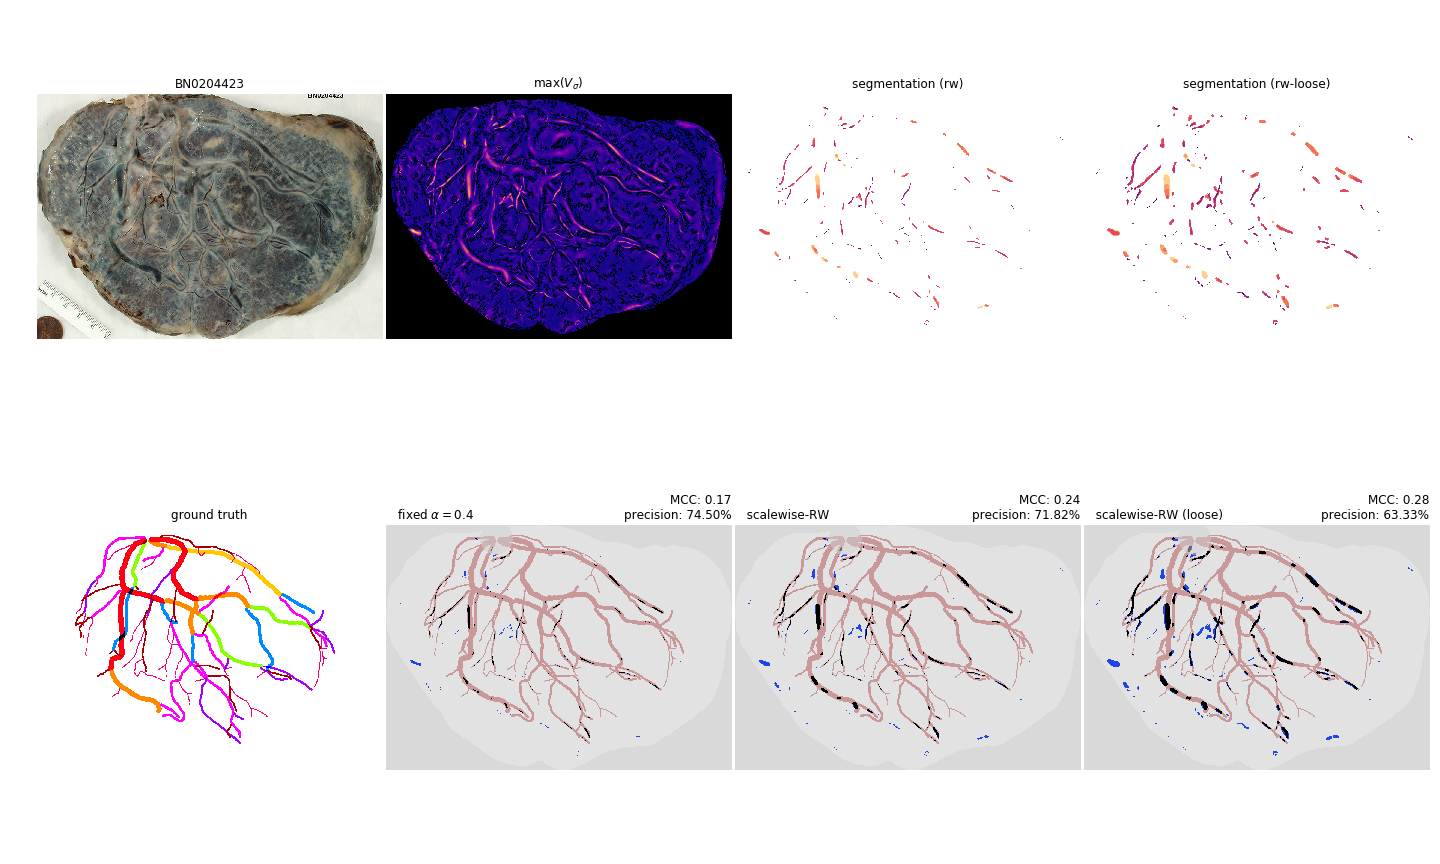 BN0204423
max(V_σ)
segmentation (rw)
segmentation (rw-loose)
BN0204423
ground truth
fixed α = 0.4
MCC: 0.17
precision: 74.50%
scalewise-RW
MCC: 0.24
precision: 71.82%
scalewise-RW (loose)
MCC: 0.28
precision: 63.33%